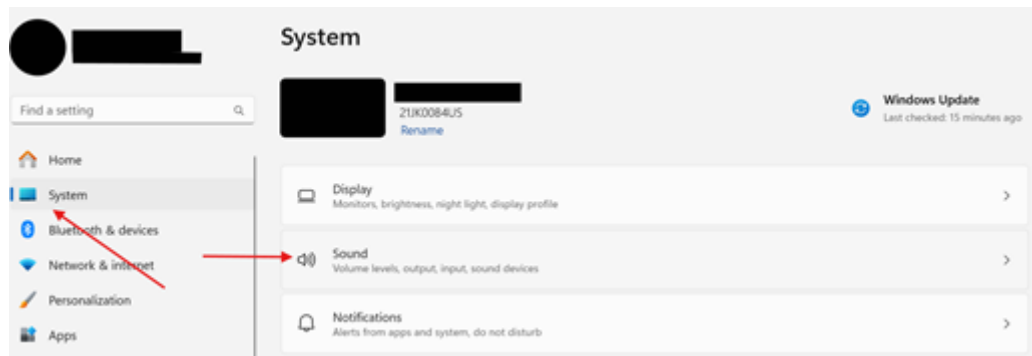 System
21JK0084US
Rename
Windows Update
Last checked: 15 minutes ago
Find a setting
Home
System
Bluetooth & devices
Network & internet
Personalization
Apps
Display
Monitors, brightness, night light, display profile
Sound
Volume levels, output, input, sound devices
Notifications
Alerts from apps and system, do not disturb